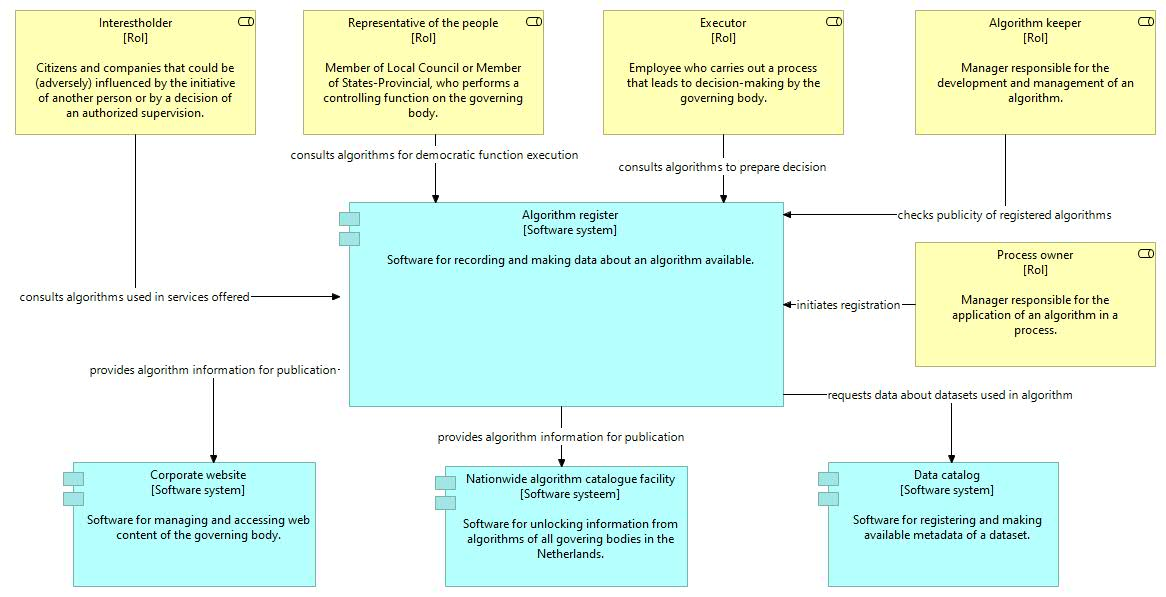 Interestholder
[Rol]
Citizens and companies that could be
(adversely) influenced by the initiative
of another person or by a decision of
an authorized supervision.
Representative of the people
[Rol]
Member of Local Council or Member
of States-Provincial, who performs a
controlling function on the governing
body.
Executor
[Rol]
Employee who carries out a process
that leads to decision-making by the
governing body.
Algorithm keeper
[Rol]
Manager responsible for the
development and management of an
algorithm.
consults algorithms for democratic function execution
consults algorithms to prepare decision
checks publicity of registered algorithms
Algorithm register
[Software system]
Software for recording and making data about an algorithm available.
Process owner
[Rol]
Manager responsible for the
application of an algorithm in a
process.
consults algorithms used in services offered
initiates registration
provides algorithm information for publication
requests data about datasets used in algorithm
provides algorithm information for publication
Corporate website
[Software system]
Software for managing and accessing web
content of the governing body.
Nationwide algorithm catalogue facility
[Software systeem]
Software for unlocking information from
algorithms of all govering bodies in the
Netherlands.
Data catalog
[Software system]
Software for registering and making
available metadata of a dataset.